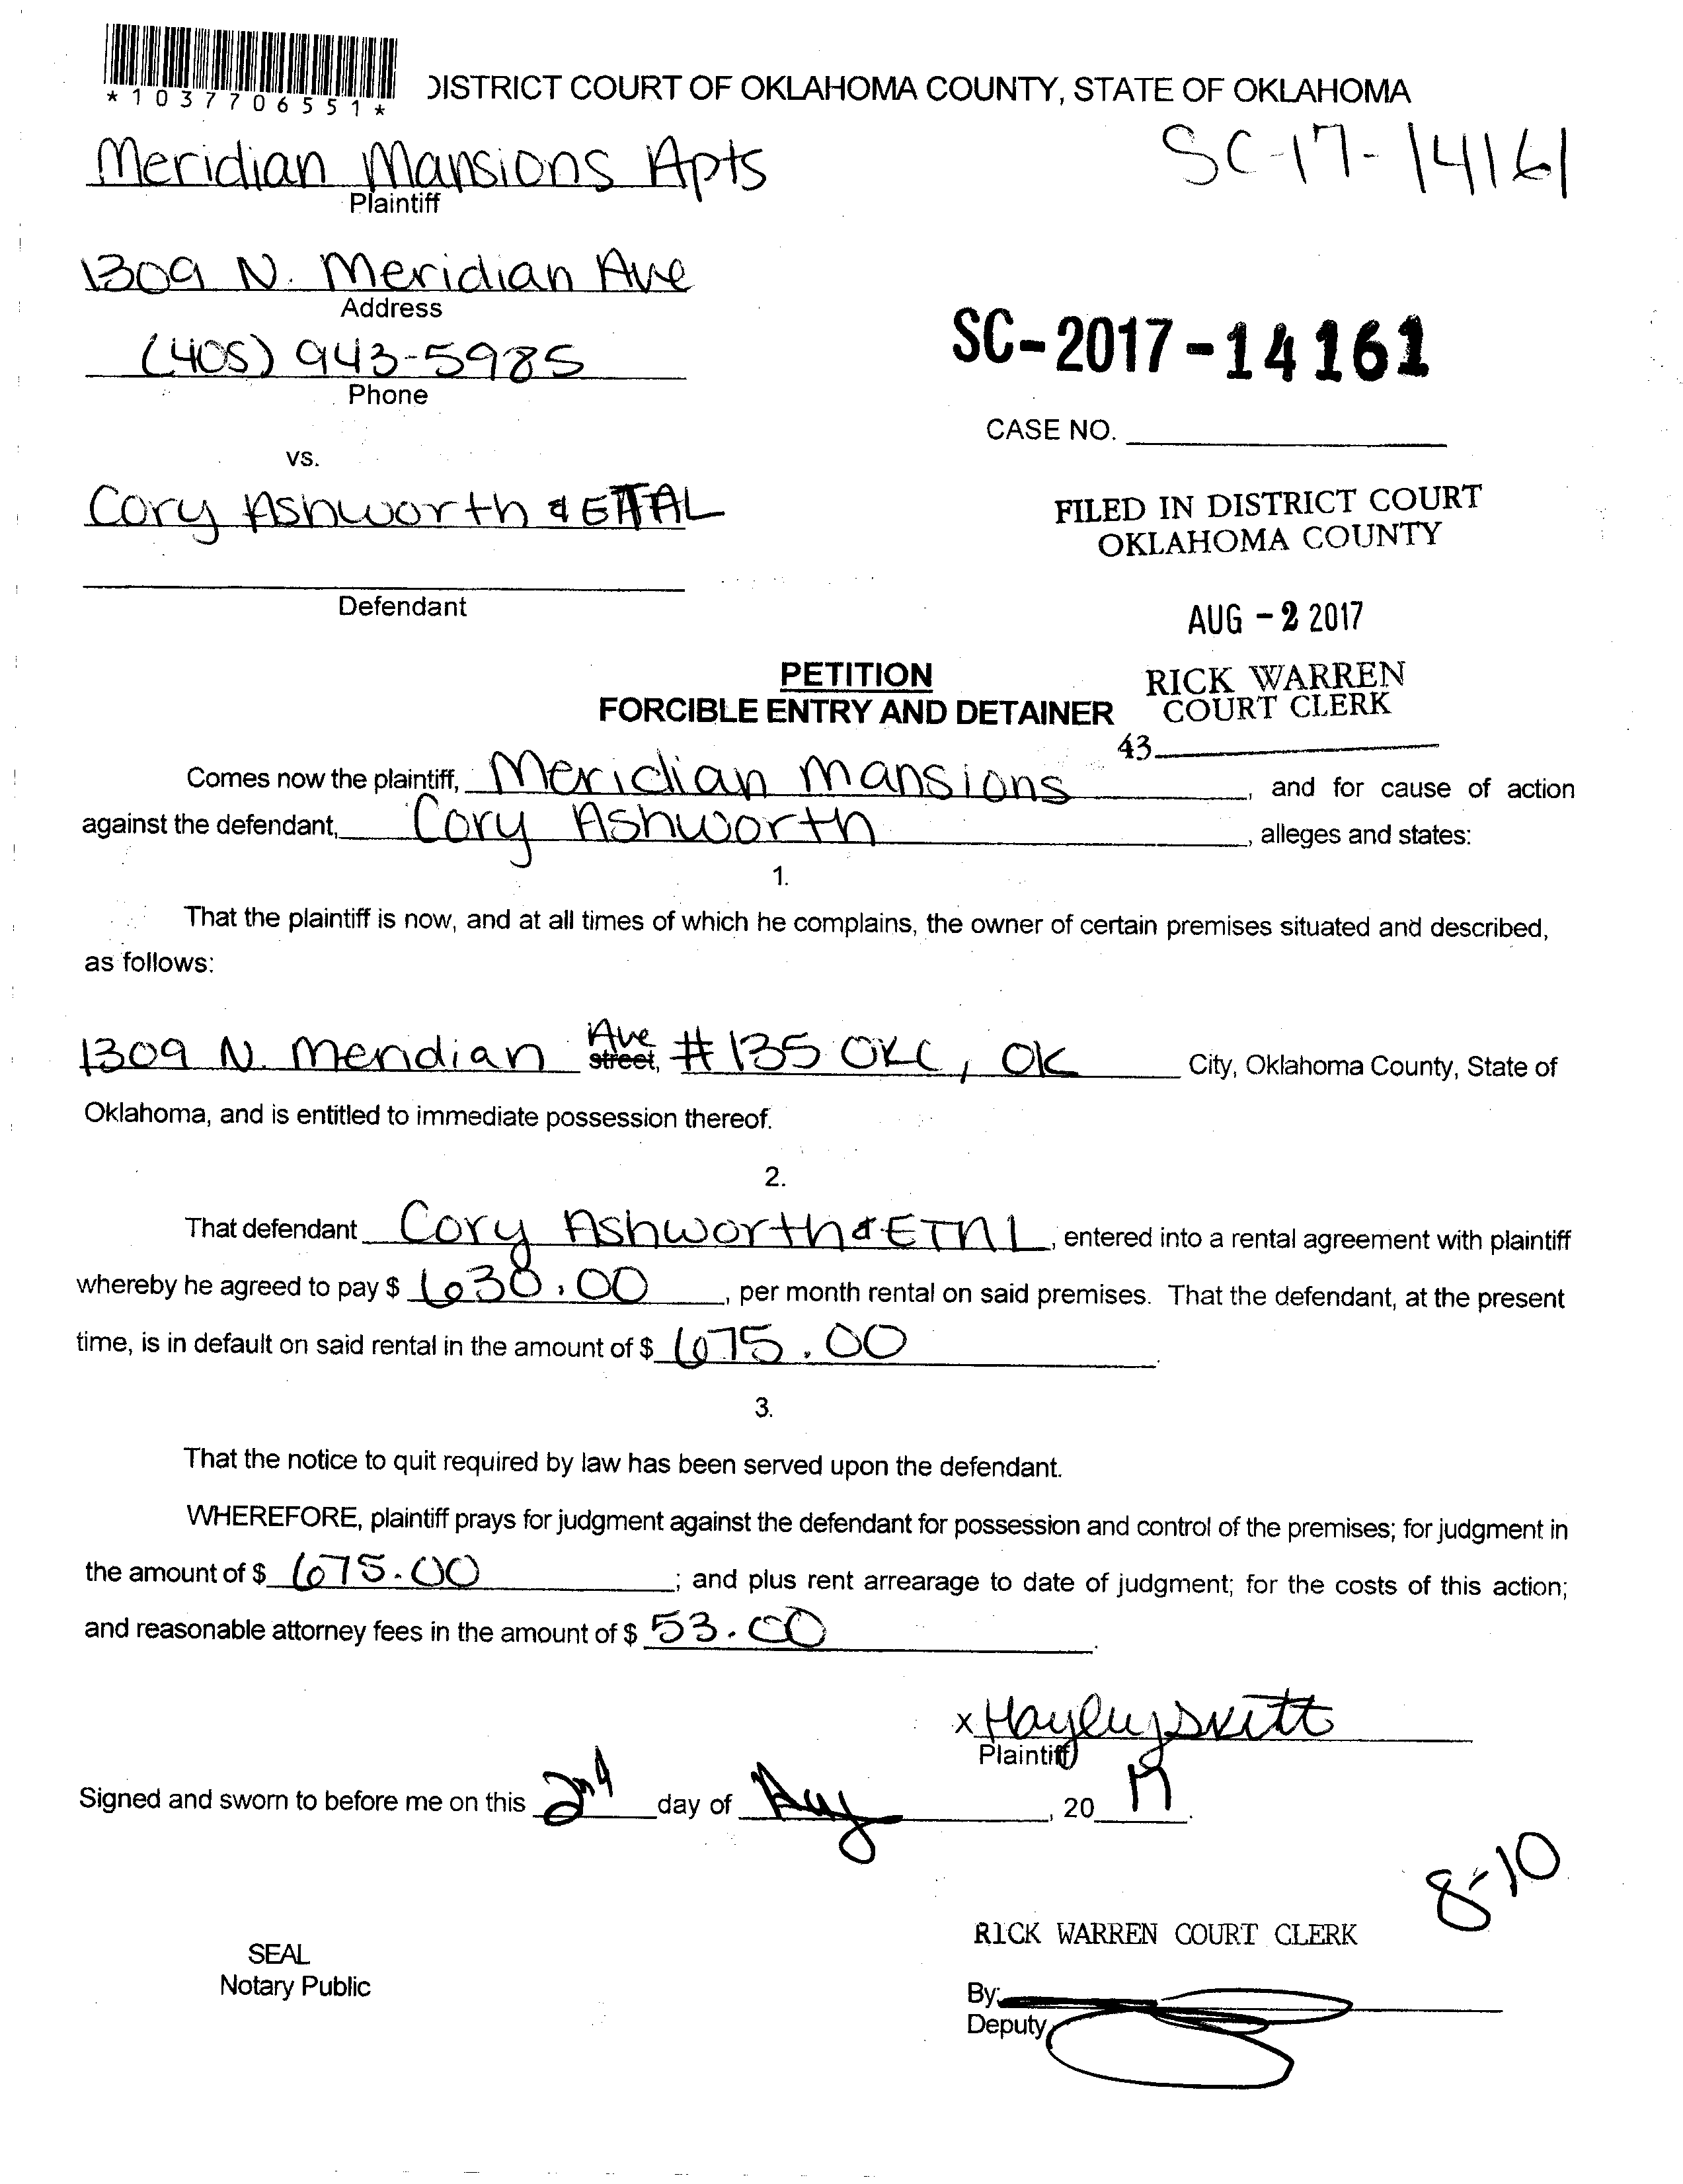 *1037706551*
DISTRICT COURT OF OKLAHOMA COUNTY, STATE OF OKLAHOMA
Meridian Mansions Apts
Plaintiff
SC-17-14161
1309 N. Meridian Ave
Address
(405) 943-5985
Phone
SC-2017-14161
CASE NO.
vs.
Cory Ashworth & ETAL
FILED IN DISTRICT COURT
OKLAHOMA COUNTY
Defendant
AUG - 2 2017
PETITION
FORCIBLE ENTRY AND DETAINER
RICK WARREN
COURT CLERK
43
Comes now the plaintiff, Meridian Mansions, and for cause of action
against the defendant, Cory Ashworth, alleges and states:
1.
That the plaintiff is now, and at all times of which he complains, the owner of certain premises situated and described,
as follows:
1309 N. Meridian Ave street, #135 OKC, OK City, Oklahoma County, State of
Oklahoma, and is entitled to immediate possession thereof.
2.
That defendant Cory Ashworth & ETAL, entered into a rental agreement with plaintiff
whereby he agreed to pay $ 630.00, per month rental on said premises. That the defendant, at the present
time, is in default on said rental in the amount of $ 675.00.
3.
That the notice to quit required by law has been served upon the defendant.
WHEREFORE, plaintiff prays for judgment against the defendant for possession and control of the premises; for judgment in
the amount of $ 675.00; and plus rent arrearage to date of judgment; for the costs of this action;
and reasonable attorney fees in the amount of $ 53.00.
x
Plaintiff
Signed and sworn to before me on this 2nd day of Aug, 20 17.
8-10
RICK WARREN COURT CLERK
SEAL
Notary Public
By:
Deputy